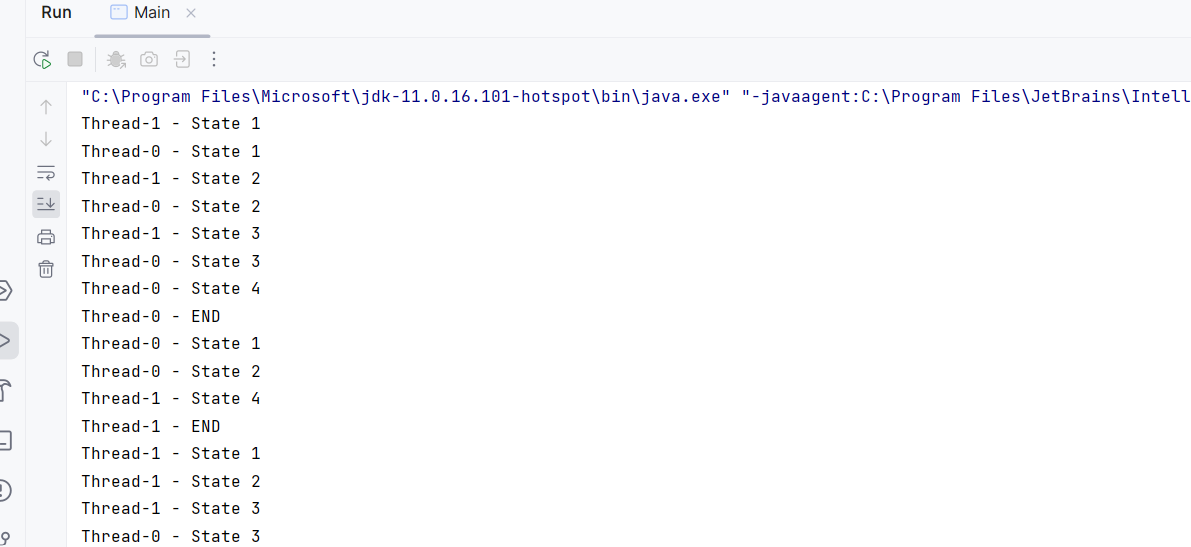 Run Main
"C:\Program Files\Microsoft\jdk-11.0.16.101-hotspot\bin\java.exe" "-javaagent:C:\Program Files\JetBrains\Intell
Thread-1 - State 1
Thread-0 - State 1
Thread-1 - State 2
Thread-0 - State 2
Thread-1 - State 3
Thread-0 - State 3
Thread-0 - State 4
Thread-0 - END
Thread-0 - State 1
Thread-0 - State 2
Thread-1 - State 4
Thread-1 - END
Thread-1 - State 1
Thread-1 - State 2
Thread-1 - State 3
Thread-0 - State 3